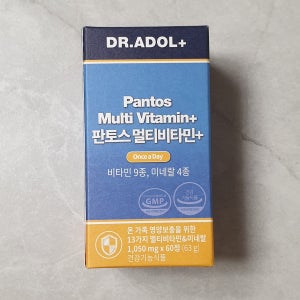 DR.ADOL+
Pantos
Multi Vitamin+
판토스 멀티비타민+
Once a Day
비타민 9종, 미네랄 4종
GMP
온 가족 영양보충을 위한
13가지 멀티비타민&미네랄
1,050 mg x 60정 (63 g)
건강기능식품